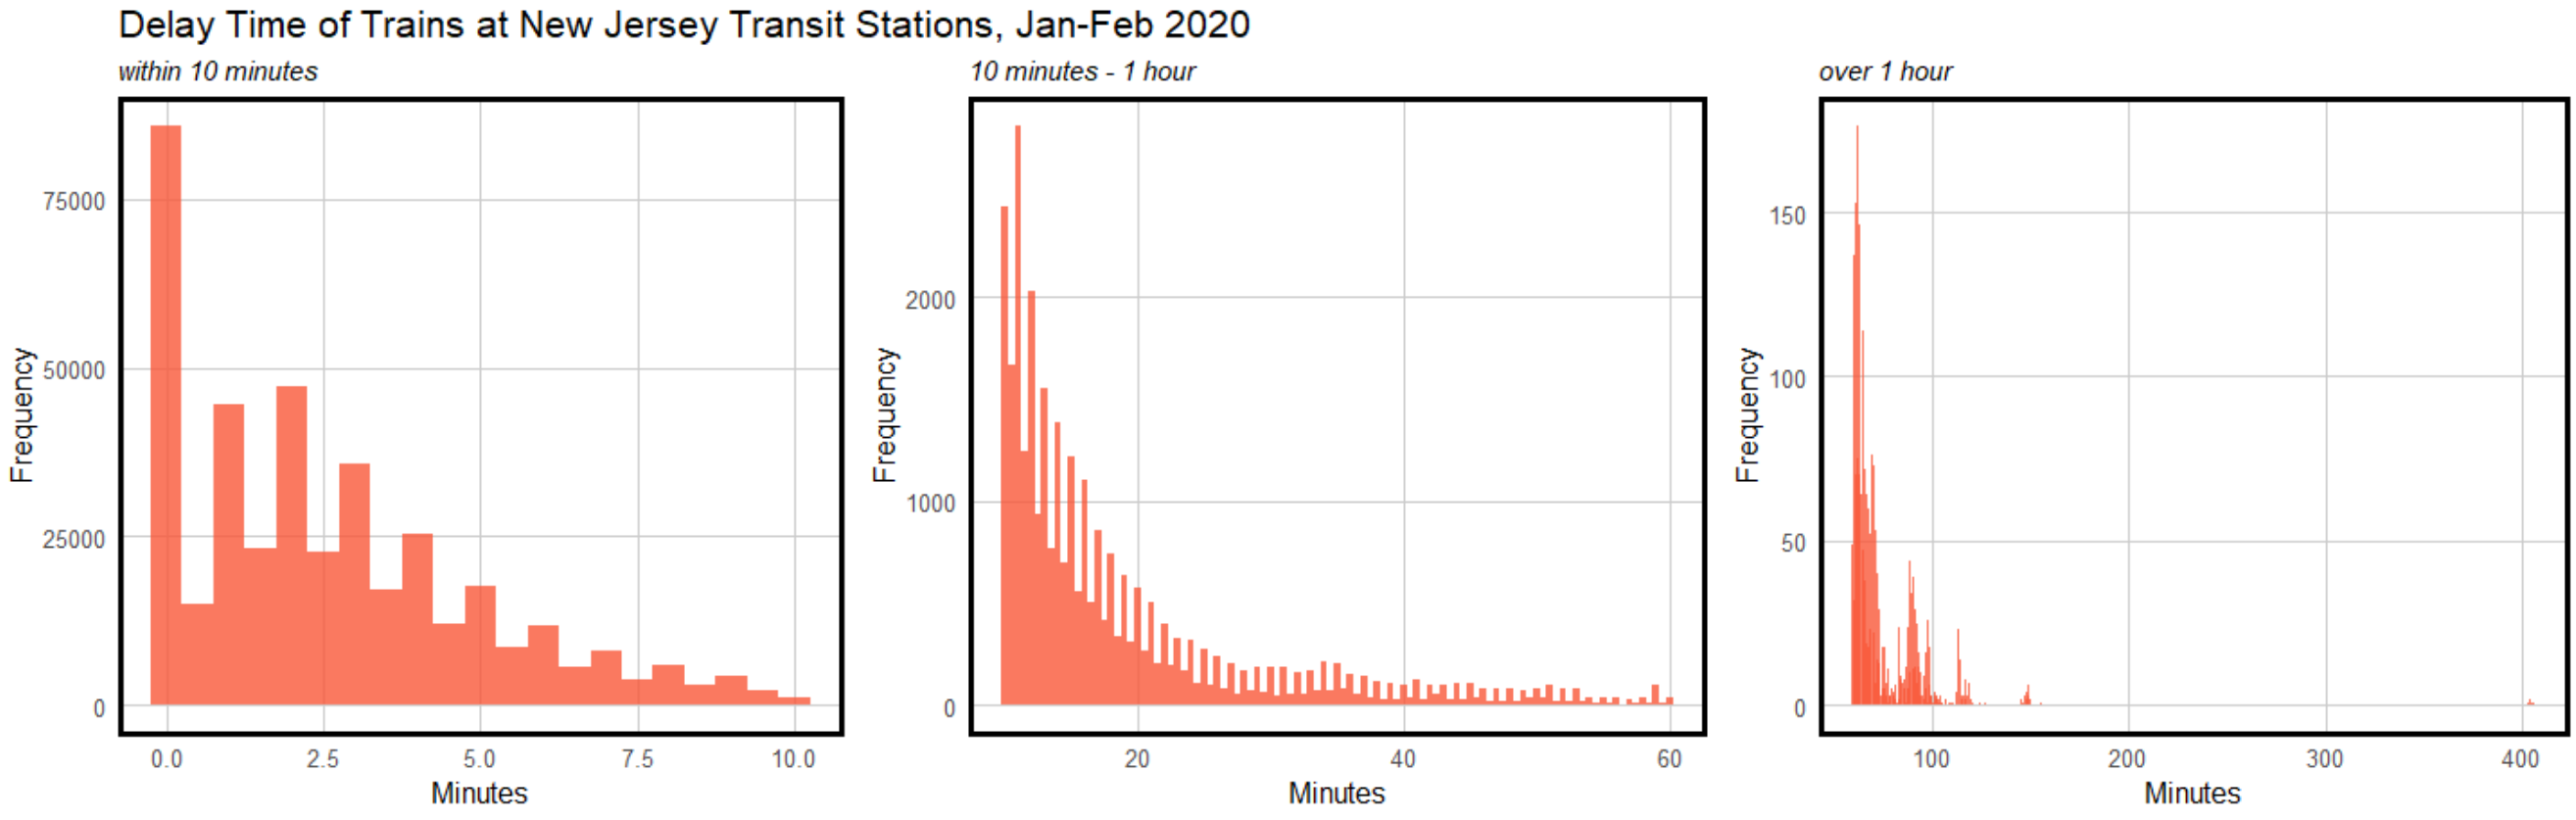 Delay Time of Trains at New Jersey Transit Stations, Jan-Feb 2020
within 10 minutes
Frequency
75000
50000
25000
0
0.0 2.5 5.0 7.5 10.0
Minutes
10 minutes - 1 hour
Frequency
2000
1000
0
20 40 60
Minutes
over 1 hour
Frequency
150
100
50
0
100 200 300 400
Minutes